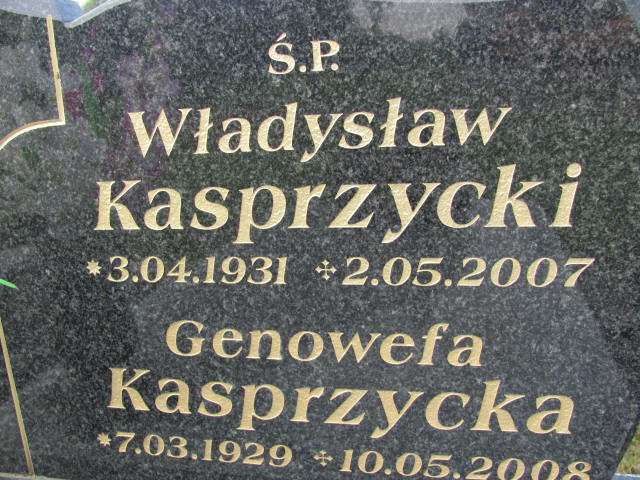 Ś.P.
Władysław
Kasprzycki
*3.04.1931 ✣ 2.05.2007
Genowefa
Kasprzycka
*7.03.1929 ✣ 10.05.2008